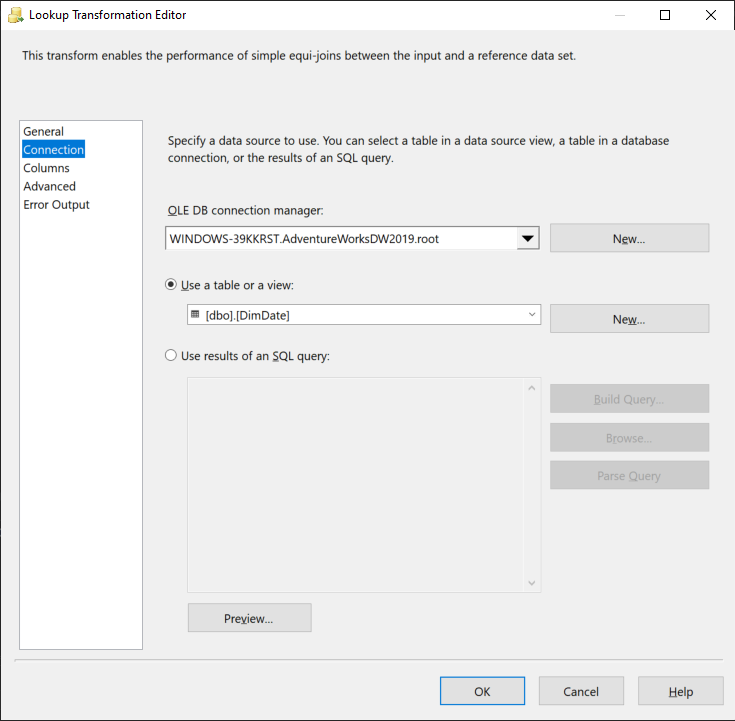 Lookup Transformation Editor
This transform enables the performance of simple equi-joins between the input and a reference data set.
General
Connection
Columns
Advanced
Error Output
Specify a data source to use. You can select a table in a data source view, a table in a database
connection, or the results of an SQL query.
OLE DB connection manager:
WINDOWS-39KKRST.AdventureWorksDW2019.root
New...
Use a table or a view:
[dbo].[DimDate]
New...
Use results of an SQL query:
Build Query...
Browse...
Parse Query
Preview...
OK
Cancel
Help